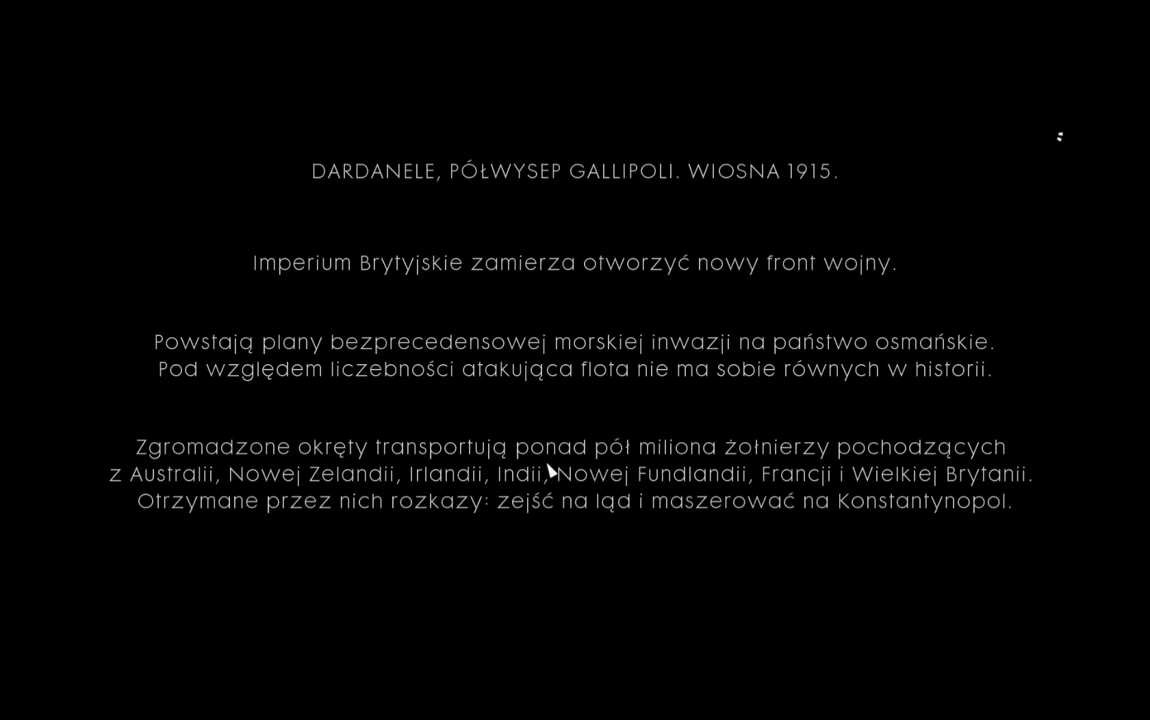 DARDANELE, PÓŁWYSEP GALLIPOLI. WIOSNA 1915.
Imperium Brytyjskie zamierza otworzyć nowy front wojny.
Powstają plany bezprecedensowej morskiej inwazji na państwo osmańskie.
Pod względem liczebności atakująca flota nie ma sobie równych w historii.
Zgromadzone okręty transportują ponad pół miliona żołnierzy pochodzących
z Australii, Nowej Zelandii, Irlandii, Indii, Nowej Fundlandii, Francji i Wielkiej Brytanii.
Otrzymane przez nich rozkazy: zejść na ląd i maszerować na Konstantynopol.